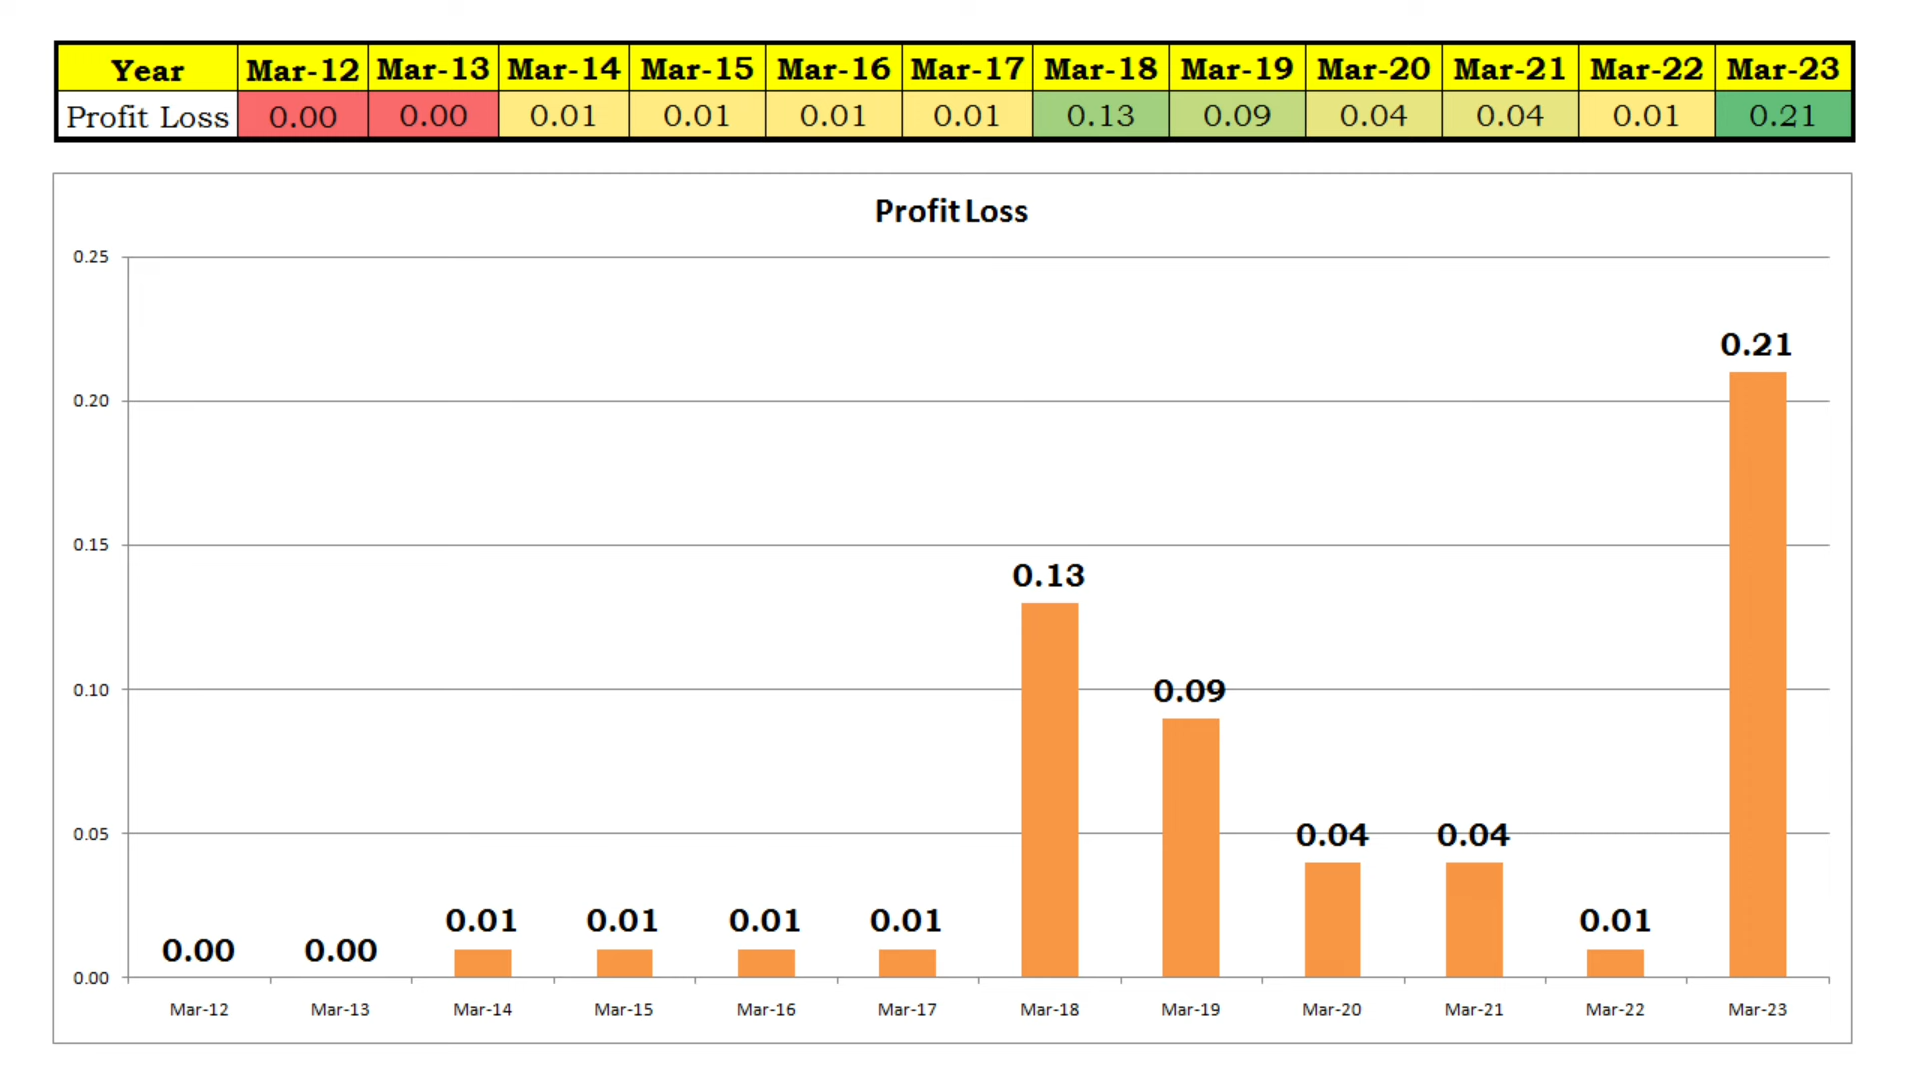 Year Mar-12 Mar-13 Mar-14 Mar-15 Mar-16 Mar-17 Mar-18 Mar-19 Mar-20 Mar-21 Mar-22 Mar-23
Profit Loss 0.00 0.00 0.01 0.01 0.01 0.01 0.13 0.09 0.04 0.04 0.01 0.21
Profit Loss
0.25
0.21
0.20
0.15
0.13
0.10 0.09
0.05 0.04 0.04
0.01 0.01 0.01 0.01 0.01
0.00 0.00
0.00
Mar-12 Mar-13 Mar-14 Mar-15 Mar-16 Mar-17 Mar-18 Mar-19 Mar-20 Mar-21 Mar-22 Mar-23